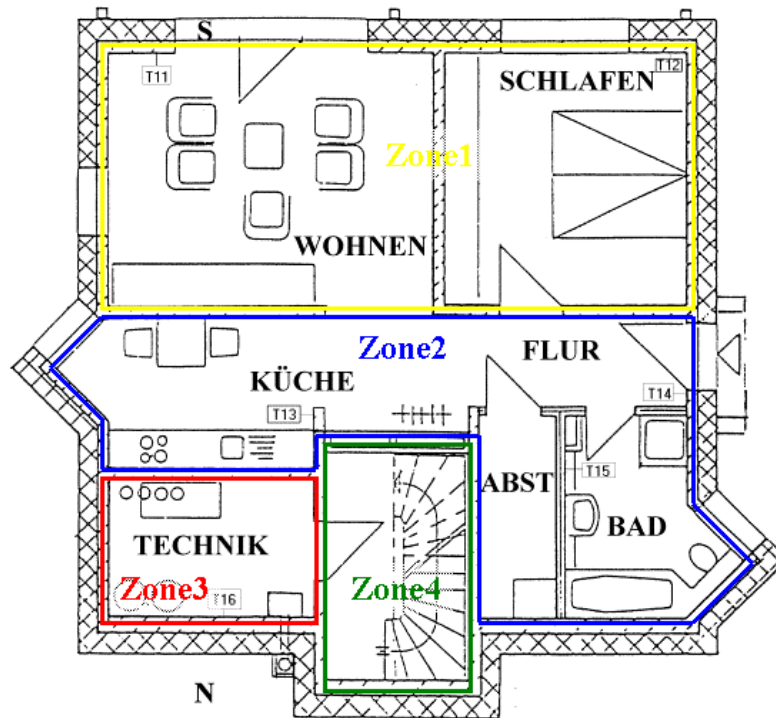 S
T11
T12
SCHLAFEN
Zone1
WOHNEN
Zone2
FLUR
KÜCHE
T14
T13
T15
ABST
BAD
TECHNIK
Zone3
Zone4
T16
N